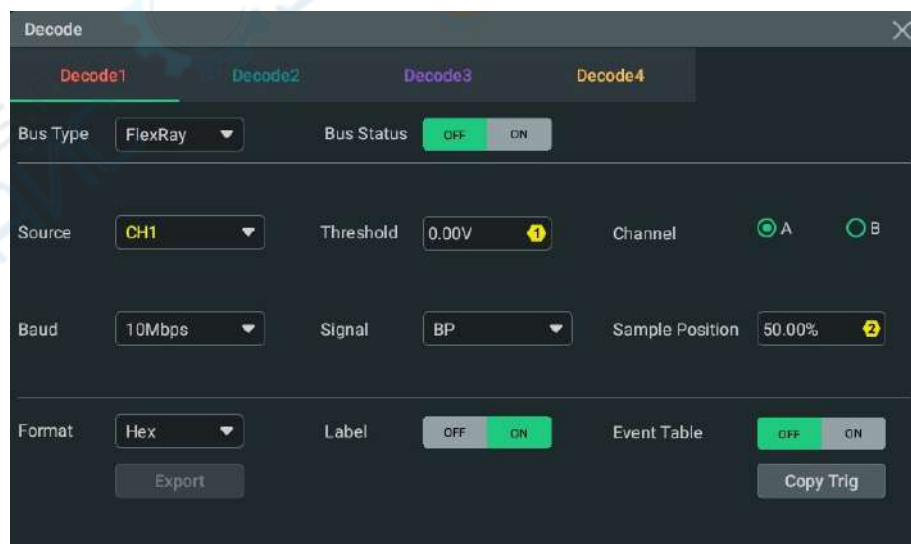 Decode
Decode1 Decode2 Decode3 Decode4
Bus Type FlexRay Bus Status OFF ON
Source CH1 Threshold 0.00V 1 Channel A B
Baud 10Mbps Signal BP Sample Position 50.00% 2
Format Hex Label OFF ON Event Table OFF ON
Export Copy Trig